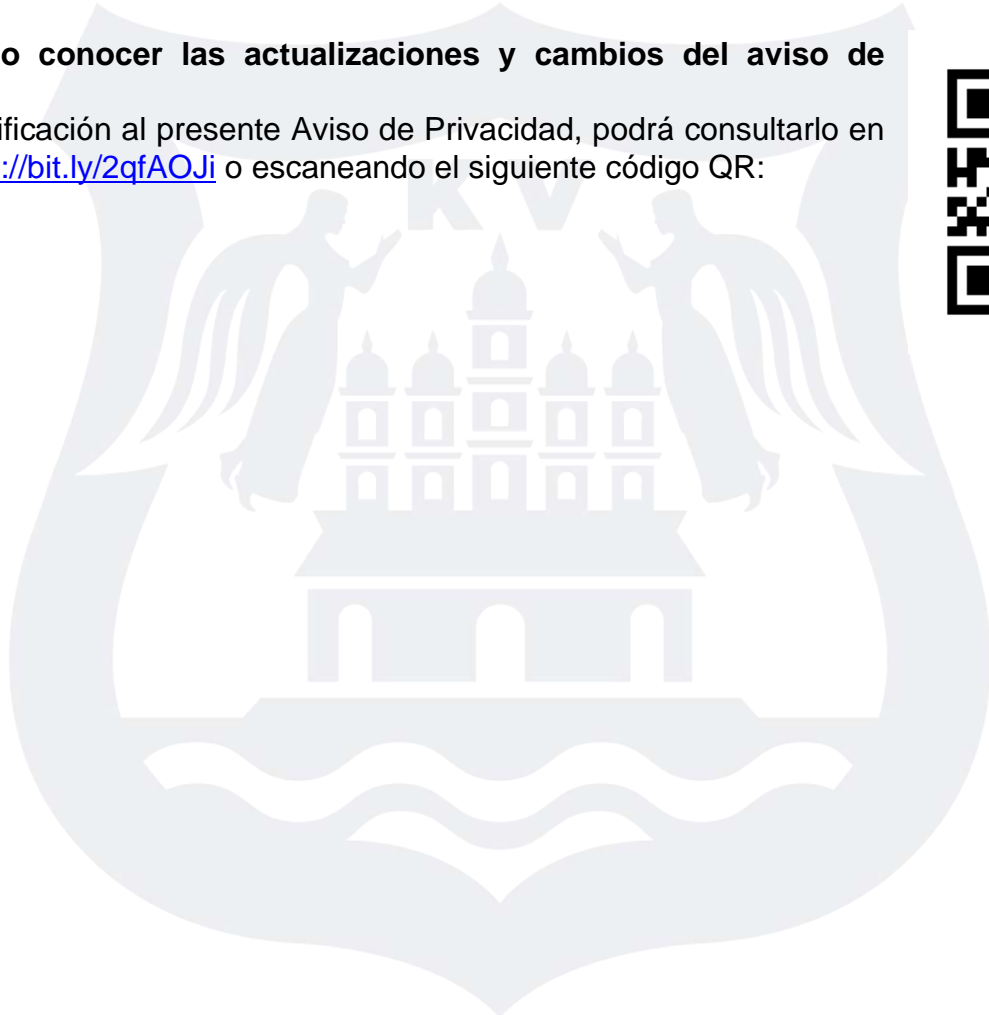 o conocer las actualizaciones y cambios del aviso de
ificación al presente Aviso de Privacidad, podrá consultarlo en
://bit.ly/2qfAOJi o escaneando el siguiente código QR:
KV